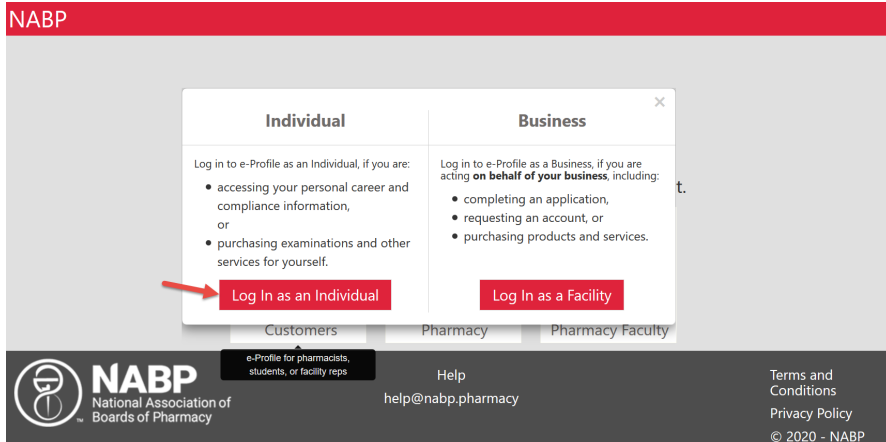 NABP
×
Individual
Log in to e-Profile as an Individual, if you are:
• accessing your personal career and
compliance information,
or
• purchasing examinations and other
services for yourself.
Log In as an Individual
Business
Log in to e-Profile as a Business, if you are
acting on behalf of your business, including:
• completing an application,
• requesting an account, or
• purchasing products and services.
Log In as a Facility
t.
Customers
Pharmacy
Pharmacy Faculty
e-Profile for pharmacists,
students, or facility reps
NABP
National Association of
Boards of Pharmacy
™
Help
help@nabp.pharmacy
Terms and
Conditions
Privacy Policy
© 2020 - NABP